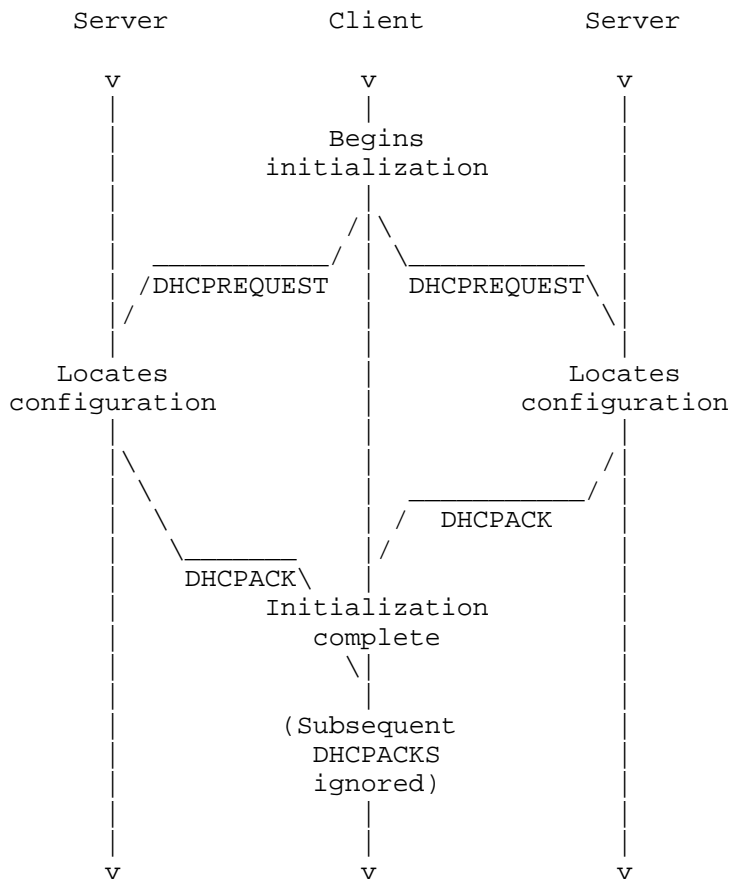 Server Client Server
v v v
Begins
initialization
DHCPREQUEST DHCPREQUEST
Locates Locates
configuration configuration
DHCPACK
DHCPACK
Initialization
complete
(Subsequent
DHCPACKS
ignored)
v v v